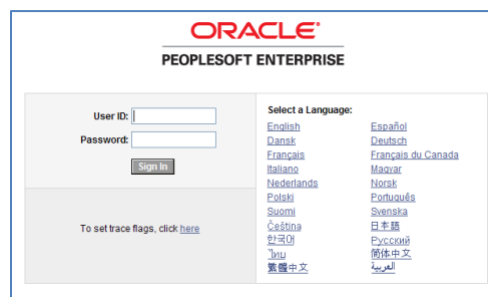 ORACLE®
PEOPLESOFT ENTERPRISE
User ID:
Password:
Sign In
To set trace flags, click here
Select a Language:
English Español
Dansk Deutsch
Français Français du Canada
Italiano Magyar
Nederlands Norsk
Polski Português
Suomi Svenska
Čeština 日本語
한국어 Русский
ไทย 简体中文
繁體中文 العربية